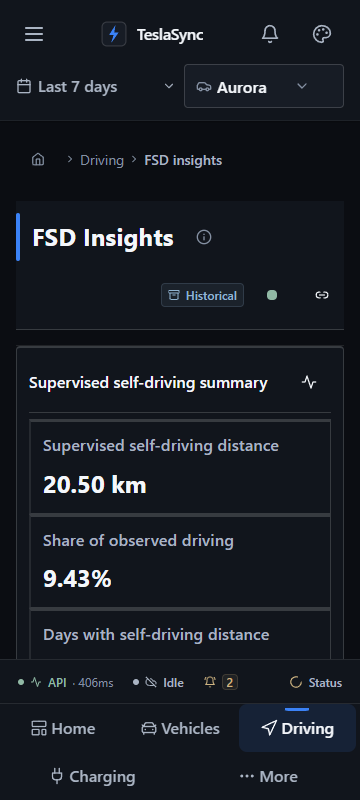 TeslaSync
Last 7 days
Aurora
Driving
FSD insights
FSD Insights
Historical
Supervised self-driving summary
Supervised self-driving distance
20.50 km
Share of observed driving
9.43%
Days with self-driving distance
API · 406ms
Idle
2
Status
Home
Vehicles
Driving
Charging
More